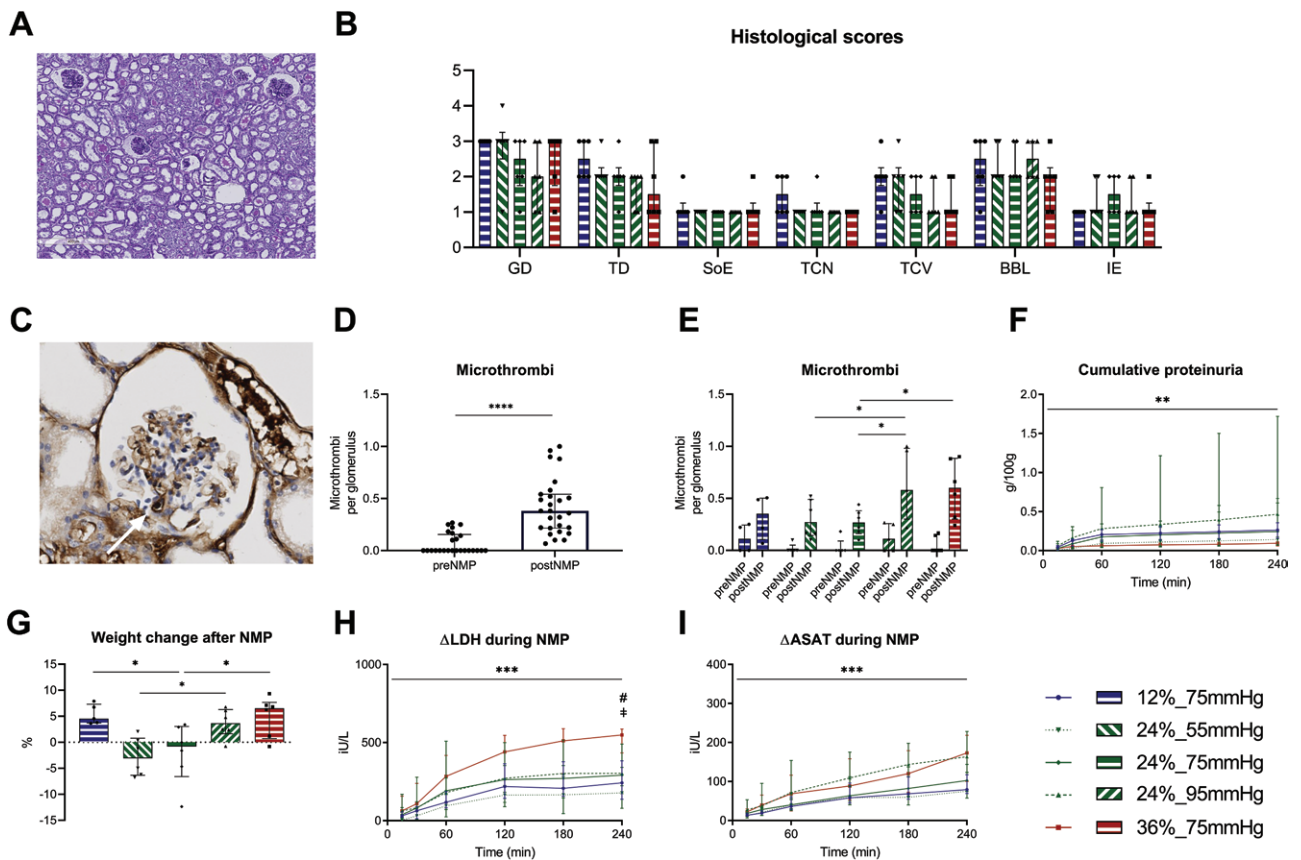 A
B
Histological scores
5
4
3
2
1
0
GD TD SoE TCN TCV BBL IE
C
D
Microthrombi
Microthrombi
per glomerulus
1.5
1.0
0.5
0.0
****
preNMP postNMP
E
Microthrombi
Microthrombi
per glomerulus
1.5
1.0
0.5
0.0
*
*
*
preNMP postNMP preNMP postNMP preNMP postNMP preNMP postNMP preNMP postNMP
F
Cumulative proteinuria
g/100g
2.0
1.5
1.0
0.5
0.0
**
0 60 120 180 240
Time (min)
G
Weight change after NMP
%
15
10
5
0
-5
-10
-15
*
*
*
H
ΔLDH during NMP
iU/L
1000
500
0
***
#
ǂ
0 60 120 180 240
Time (min)
I
ΔASAT during NMP
iU/L
400
300
200
100
0
***
0 60 120 180 240
Time (min)
12%_75mmHg
24%_55mmHg
24%_75mmHg
24%_95mmHg
36%_75mmHg